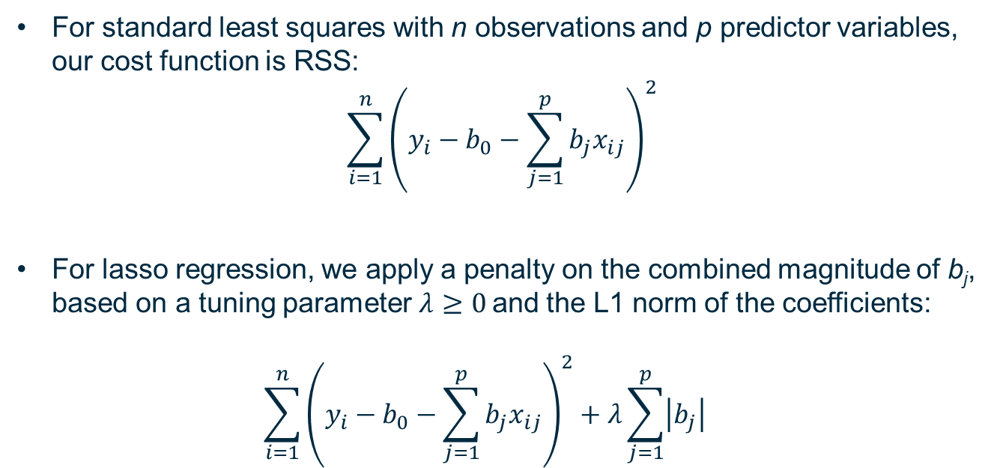 • For standard least squares with n observations and p predictor variables,
our cost function is RSS:
$$\sum_{i=1}^{n}\left(y_i - b_0 - \sum_{j=1}^{p} b_j x_{ij}\right)^2$$
• For lasso regression, we apply a penalty on the combined magnitude of b_j,
based on a tuning parameter λ ≥ 0 and the L1 norm of the coefficients:
$$\sum_{i=1}^{n}\left(y_i - b_0 - \sum_{j=1}^{p} b_j x_{ij}\right)^2 + \lambda \sum_{j=1}^{p} |b_j|$$